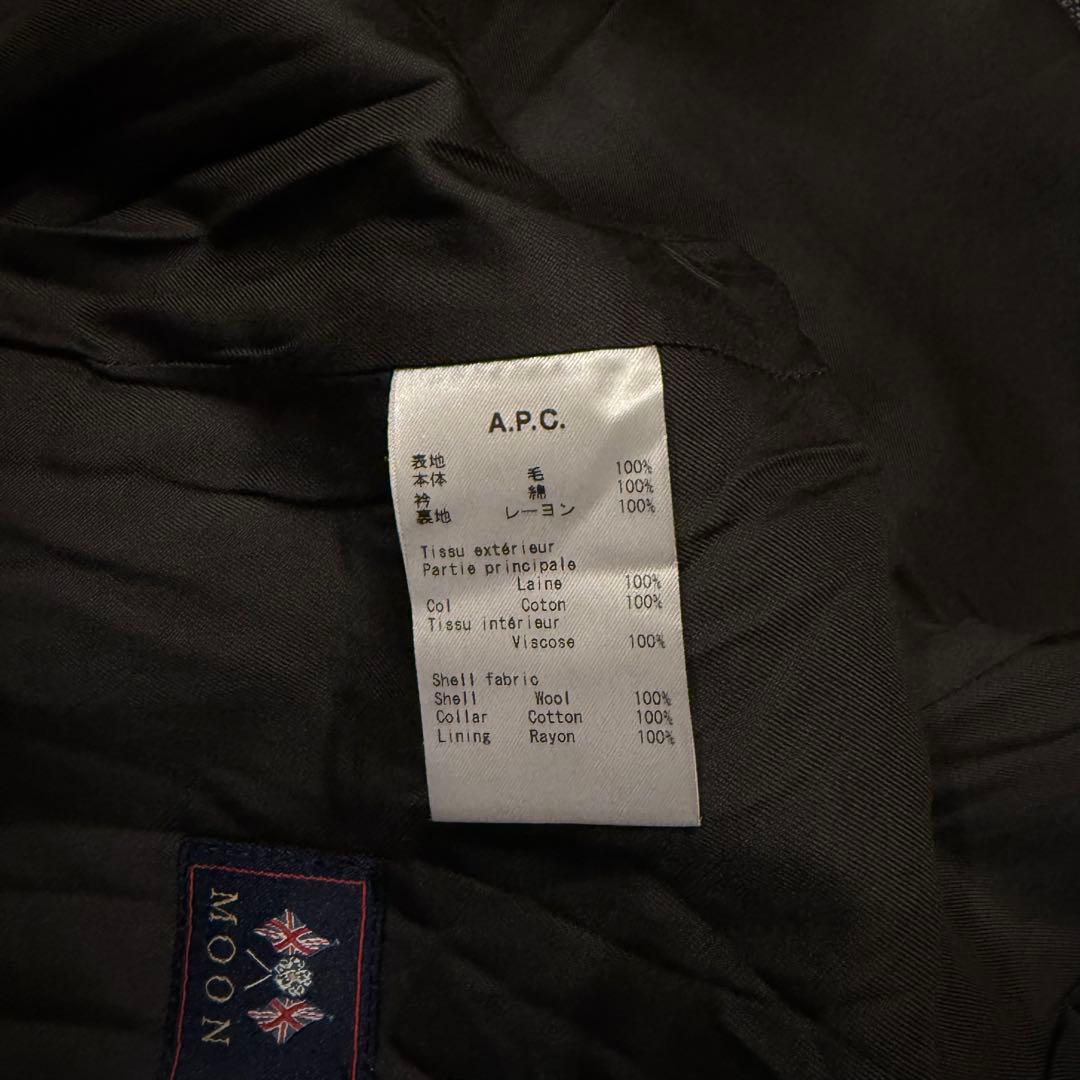 A.P.C.
表地
本体 毛 100%
衿 綿 100%
裏地 レーヨン 100%
Tissu extérieur
Partie principale
Laine 100%
Col Coton 100%
Tissu intérieur
Viscose 100%
Shell fabric
Shell Wool 100%
Collar Cotton 100%
Lining Rayon 100%
MOON